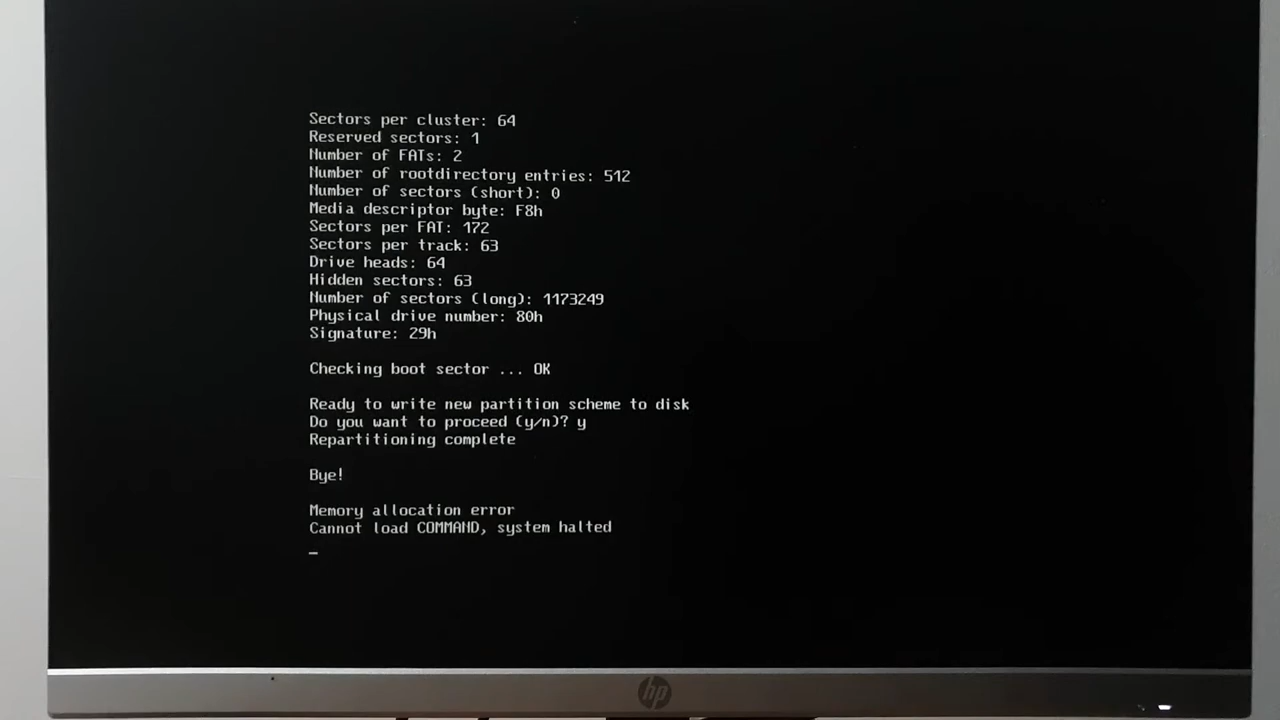 Sectors per cluster: 64
Reserved sectors: 1
Number of FATs: 2
Number of rootdirectory entries: 512
Number of sectors (short): 0
Media descriptor byte: F8h
Sectors per FAT: 172
Sectors per track: 63
Drive heads: 64
Hidden sectors: 63
Number of sectors (long): 1173249
Physical drive number: 80h
Signature: 29h
Checking boot sector ... OK
Ready to write new partition scheme to disk
Do you want to proceed (y/n)? y
Repartitioning complete
Bye!
Memory allocation error
Cannot load COMMAND, system halted
_
hp